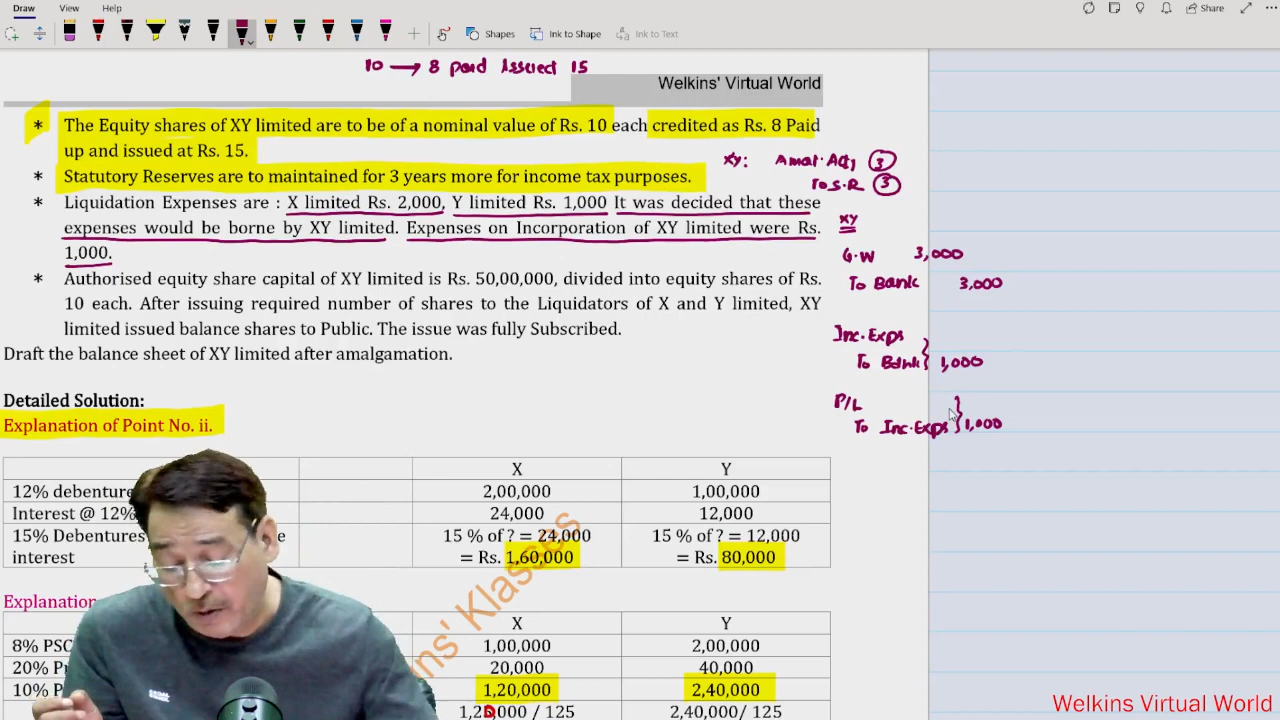 Draw View Help
Share
Shapes Ink to Shape Ink to Text
10 → 8 paid Issued 15
Welkins' Virtual World
* The Equity shares of XY limited are to be of a nominal value of Rs. 10 each credited as Rs. 8 Paid
up and issued at Rs. 15.
* Statutory Reserves are to maintained for 3 years more for income tax purposes.
* Liquidation Expenses are : X limited Rs. 2,000, Y limited Rs. 1,000 It was decided that these
expenses would be borne by XY limited. Expenses on Incorporation of XY limited were Rs.
1,000.
* Authorised equity share capital of XY limited is Rs. 50,00,000, divided into equity shares of Rs.
10 each. After issuing required number of shares to the Liquidators of X and Y limited, XY
limited issued balance shares to Public. The issue was fully Subscribed.
Draft the balance sheet of XY limited after amalgamation.
XY: Amal. Adj 3
To S.R 3
XY
G.W 3,000
To Bank 3,000
Inc. Exps
To Bank } 1,000
P/L
To Inc. Exps } 1,000
Detailed Solution:
Explanation of Point No. ii.
X Y
12% debenture 2,00,000 1,00,000
Interest @ 12% 24,000 12,000
15% Debentures e 15 % of ? = 24,000 15 % of ? = 12,000
interest = Rs. 1,60,000 = Rs. 80,000
Explanation
X Y
8% PSC 1,00,000 2,00,000
20% Pr 20,000 40,000
10% P 1,20,000 2,40,000
1,20,000 / 125 2,40,000/ 125
ins' Klasses
Welkins Virtual World